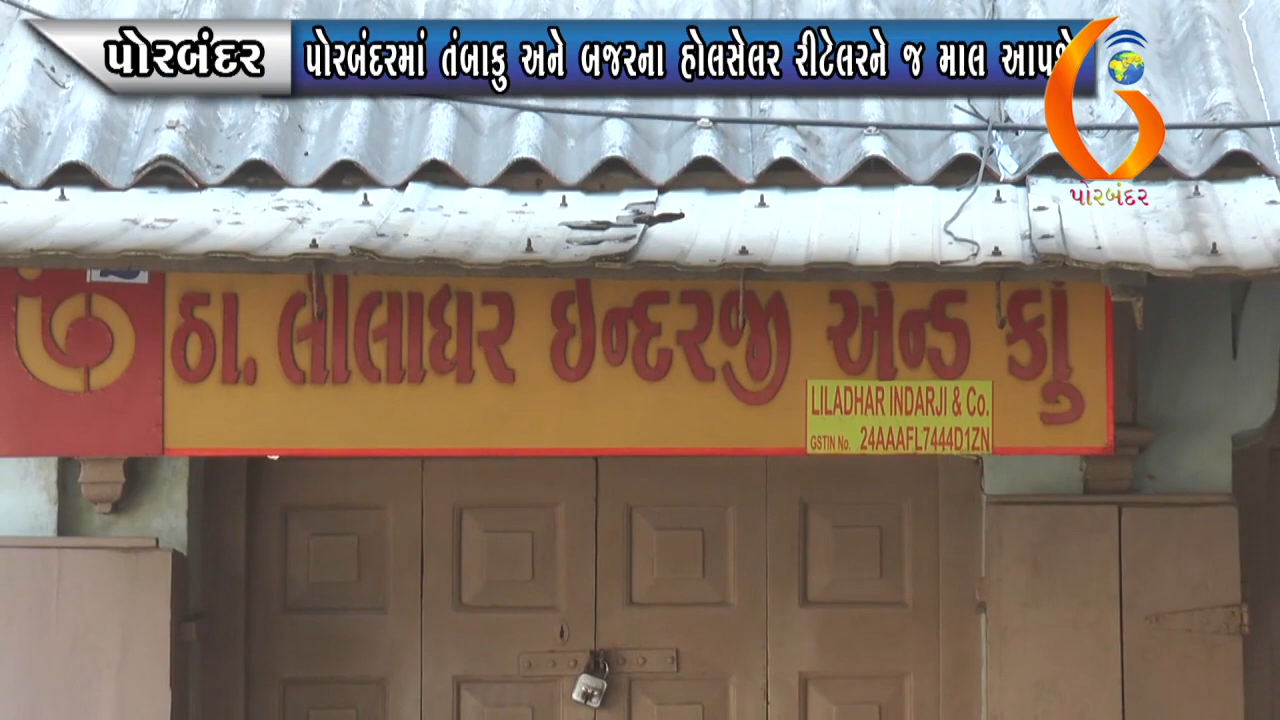 પોરબંદર
પોરબંદરમાં તંબાકુ અને બજરના હોલસેલર રીટેલરને જ માલ આપશે
પોરબંદર
ઠા. લીલાધર ઇન્દરજી એન્ડ કાું
LILADHAR INDARJI & Co.
GSTIN No. 24AAAFL7444D1ZN